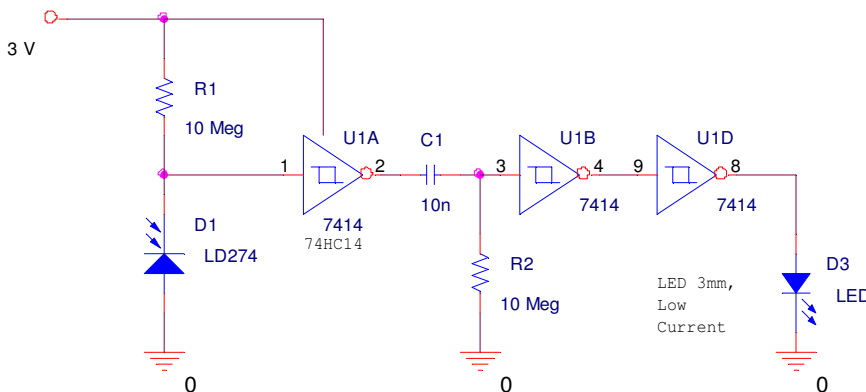 3 V
R1
10 Meg
U1A
C1
U1B
U1D
1
2
3
4
9
8
10n
7414
74HC14
7414
7414
D1
LD274
R2
10 Meg
LED 3mm,
Low
Current
D3
LED
0
0
0